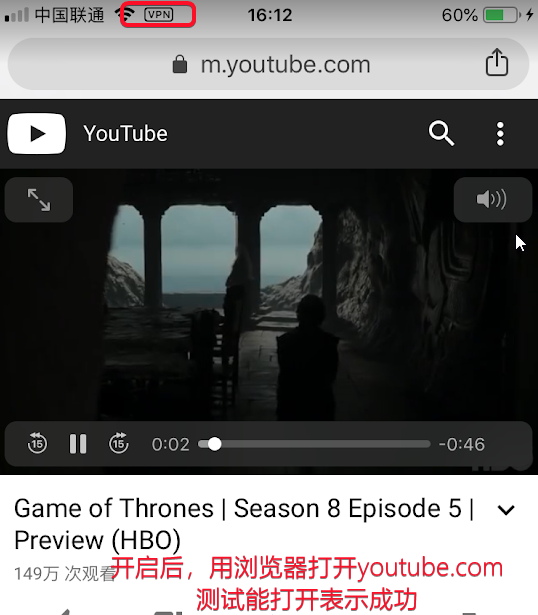 中国联通 VPN 16:12 60%
m.youtube.com
YouTube
15 15 0:02 -0:46
HBO
Game of Thrones | Season 8 Episode 5 |
Preview (HBO)
149万 次观看
开启后，用浏览器打开youtube.com
测试能打开表示成功